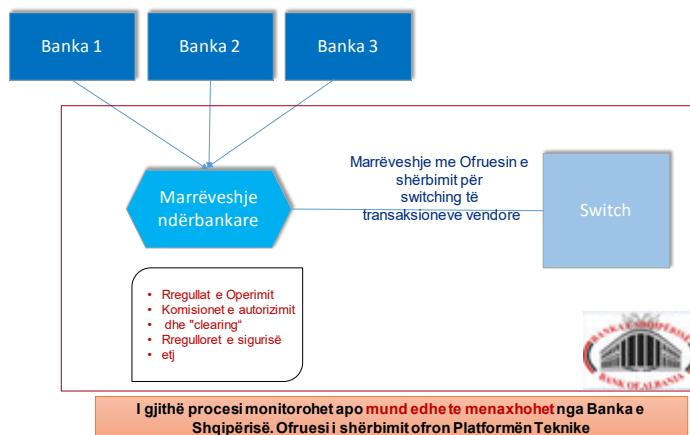 Banka 1
Banka 2
Banka 3
Marrëveshje
ndërbankare
Marrëveshje me Ofruesin e
shërbimit për
switching të
transaksioneve vendore
Switch
• Rregullat e Operimit
• Komisionet e autorizimit
• dhe "clearing“
• Rregulloret e sigurisë
• etj
BANKA E SHQIPËRISË
BANK OF ALBANIA
I gjithë procesi monitorohet apo mund edhe te menaxhohet nga Banka e
Shqipërisë. Ofruesi i shërbimit ofron Platformën Teknike